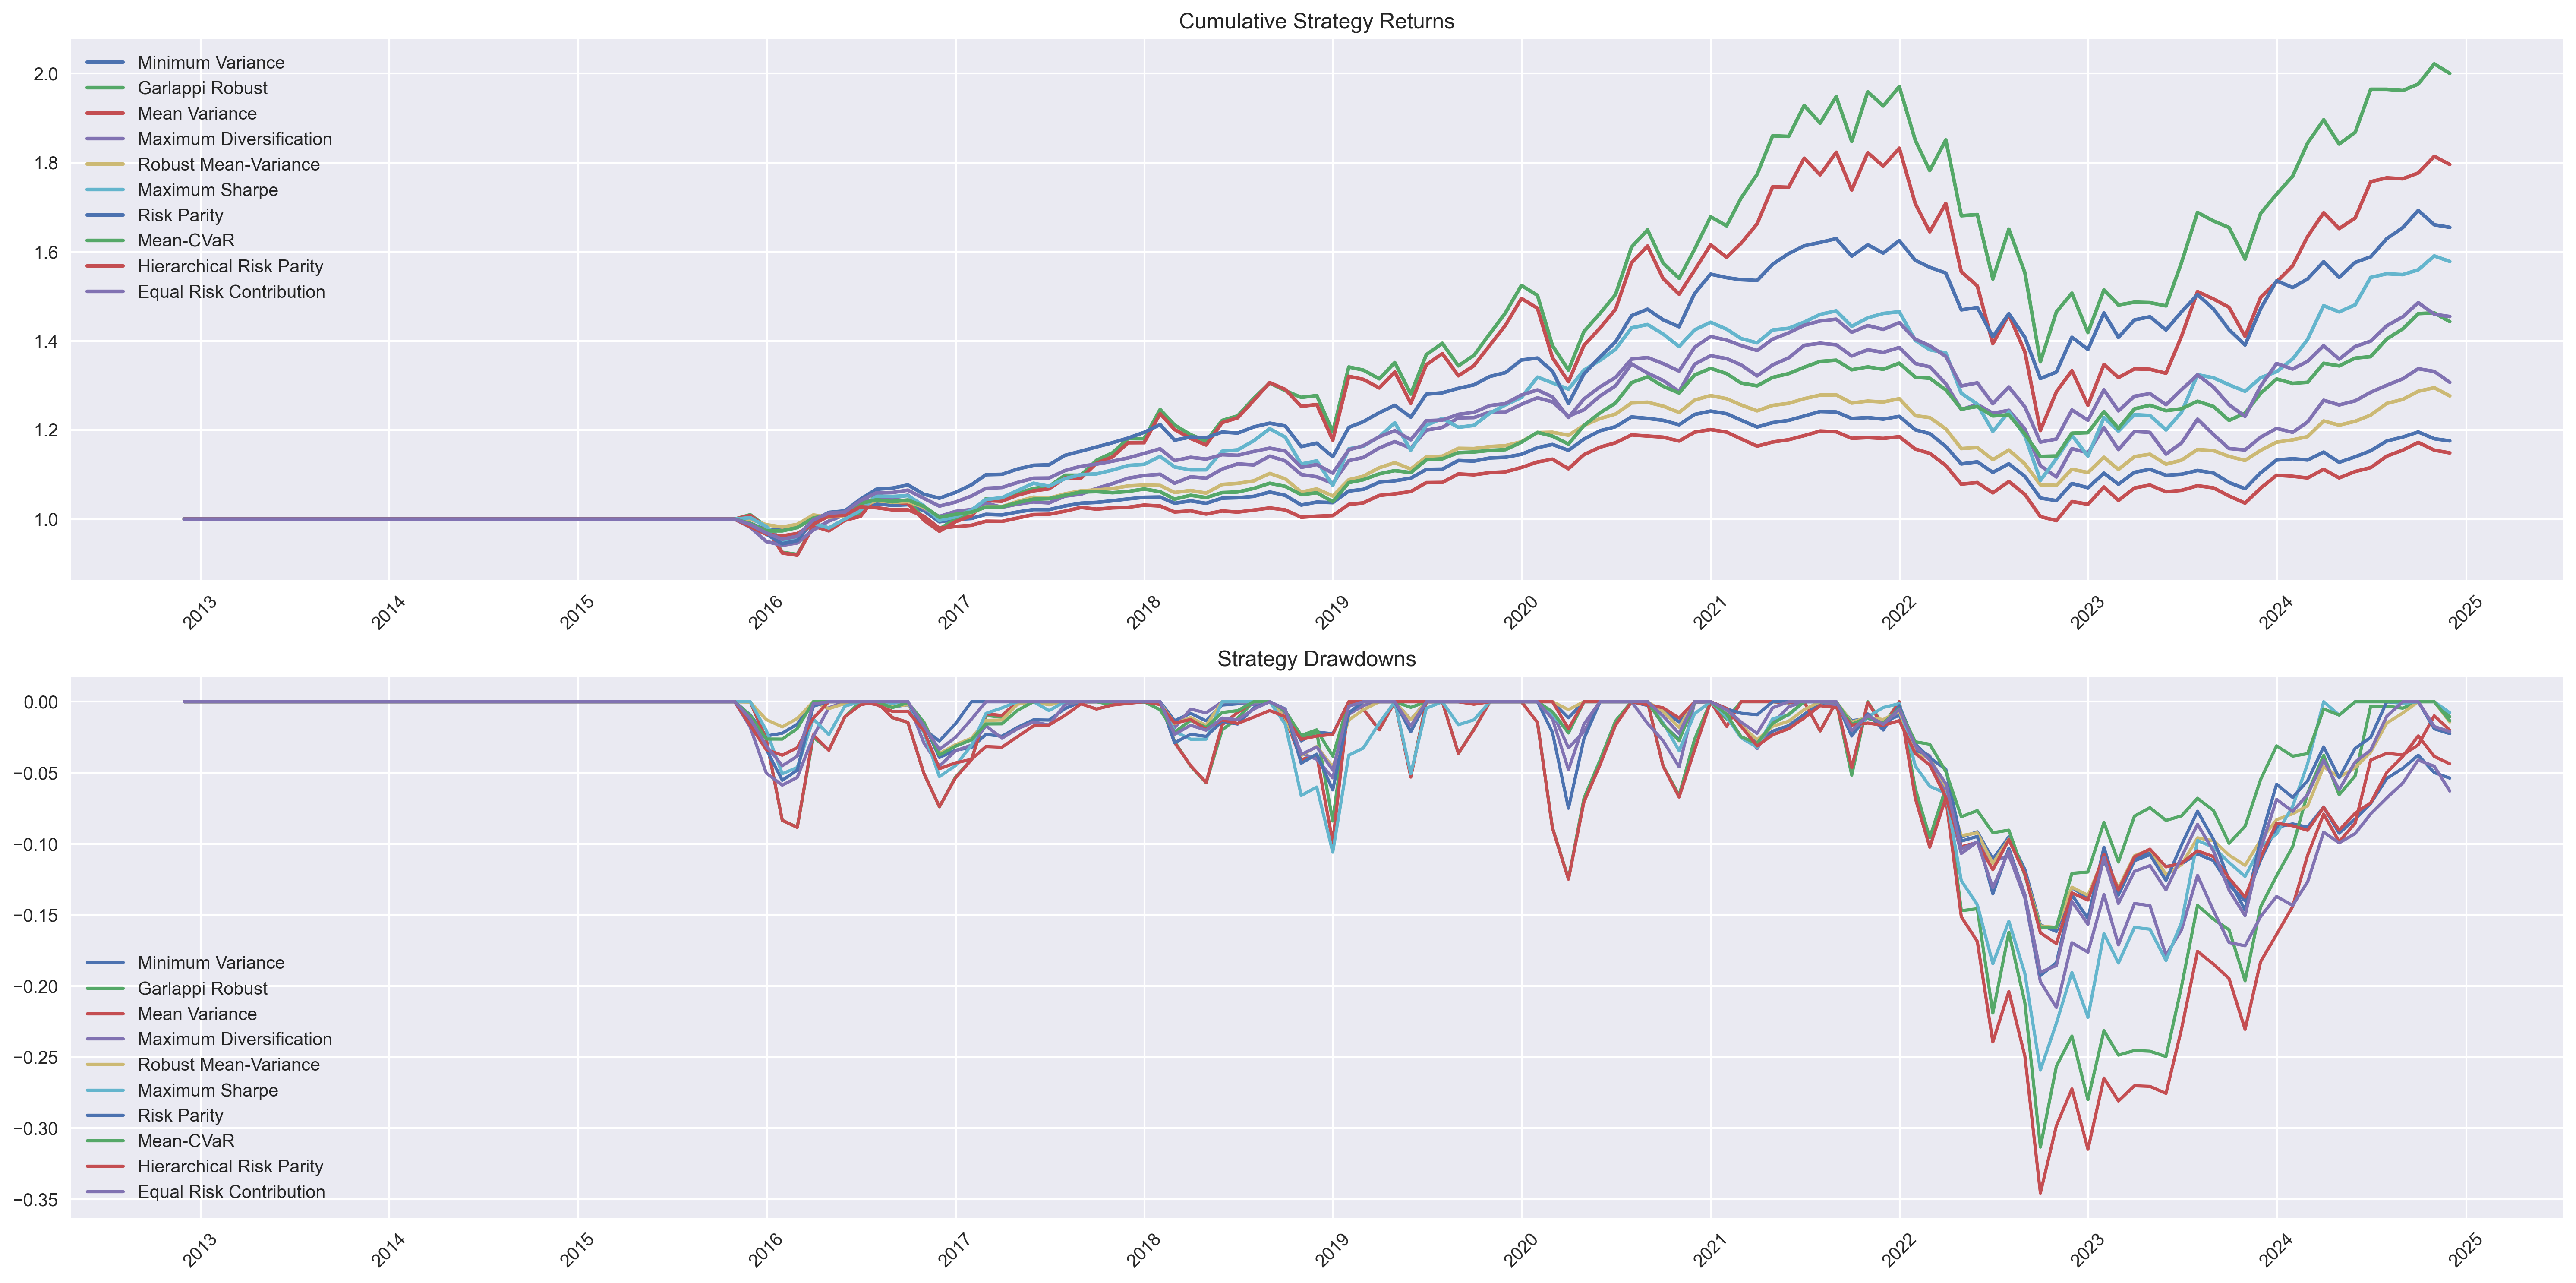 Cumulative Strategy Returns
2.0
1.8
1.6
1.4
1.2
1.0
Minimum Variance
Garlappi Robust
Mean Variance
Maximum Diversification
Robust Mean-Variance
Maximum Sharpe
Risk Parity
Mean-CVaR
Hierarchical Risk Parity
Equal Risk Contribution
2013
2014
2015
2016
2017
2018
2019
2020
2021
2022
2023
2024
2025
Strategy Drawdowns
0.00
−0.05
−0.10
−0.15
−0.20
−0.25
−0.30
−0.35
Minimum Variance
Garlappi Robust
Mean Variance
Maximum Diversification
Robust Mean-Variance
Maximum Sharpe
Risk Parity
Mean-CVaR
Hierarchical Risk Parity
Equal Risk Contribution
2013
2014
2015
2016
2017
2018
2019
2020
2021
2022
2023
2024
2025